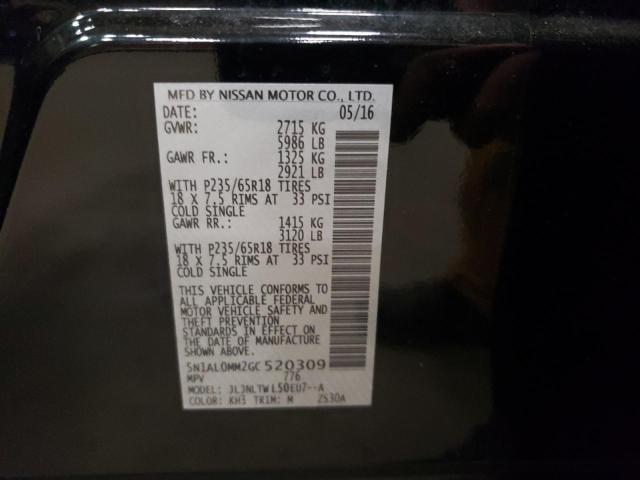 MFD BY NISSAN MOTOR CO., LTD.
DATE: 05/16
GVWR: 2715 KG
5986 LB
GAWR FR.: 1325 KG
2921 LB
WITH P235/65R18 TIRES
18 X 7.5 RIMS AT 33 PSI
COLD SINGLE
GAWR RR.: 1415 KG
3120 LB
WITH P235/65R18 TIRES
18 X 7.5 RIMS AT 33 PSI
COLD SINGLE
THIS VEHICLE CONFORMS TO
ALL APPLICABLE FEDERAL
MOTOR VEHICLE SAFETY AND
THEFT PREVENTION
STANDARDS IN EFFECT ON
THE DATE OF MANUFACTURE
SHOWN ABOVE.
5N1AL0MM2GC520309
MPV 776
MODEL: JLJNLTWL50EU7--A
COLOR: KH3 TRIM: M 2S30A